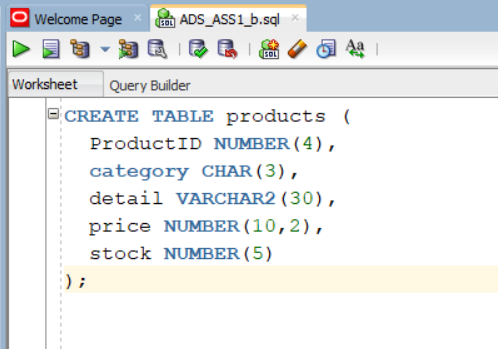 Welcome Page
ADS_ASS1_b.sql
Worksheet
Query Builder
CREATE TABLE products (
ProductID NUMBER(4),
category CHAR(3),
detail VARCHAR2(30),
price NUMBER(10,2),
stock NUMBER(5)
);